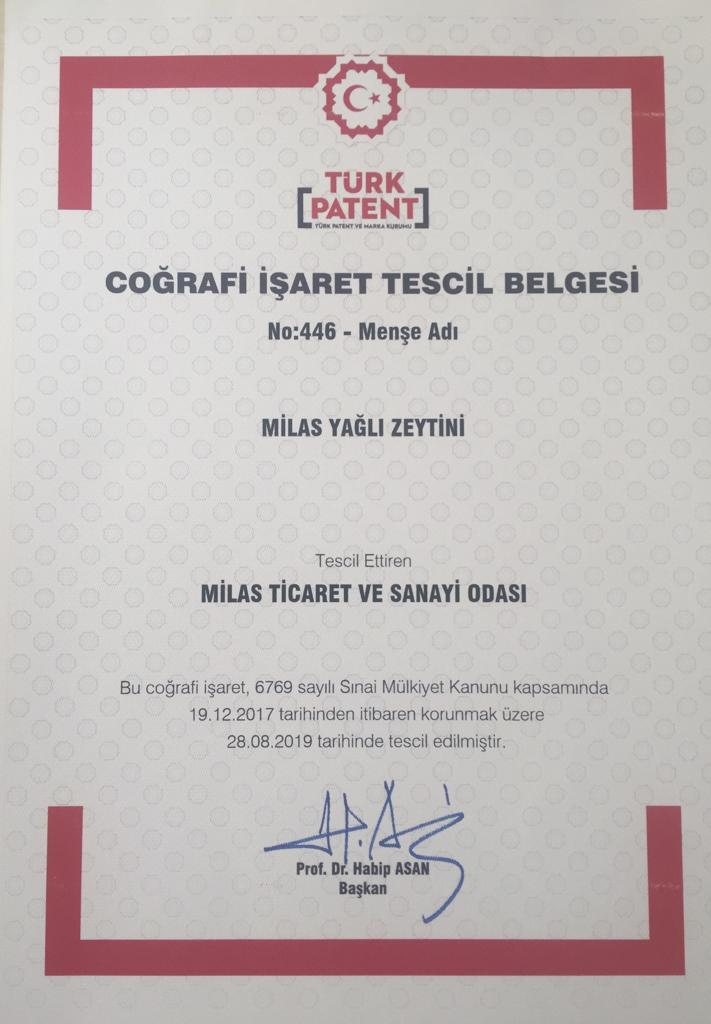 TÜRK
PATENT
TÜRK PATENT VE MARKA KURUMU
COĞRAFİ İŞARET TESCİL BELGESİ
No:446 - Menşe Adı
MİLAS YAĞLI ZEYTİNİ
Tescil Ettiren
MİLAS TİCARET VE SANAYİ ODASI
Bu coğrafi işaret, 6769 sayılı Sınai Mülkiyet Kanunu kapsamında
19.12.2017 tarihinden itibaren korunmak üzere
28.08.2019 tarihinde tescil edilmiştir.
Prof. Dr. Habip ASAN
Başkan